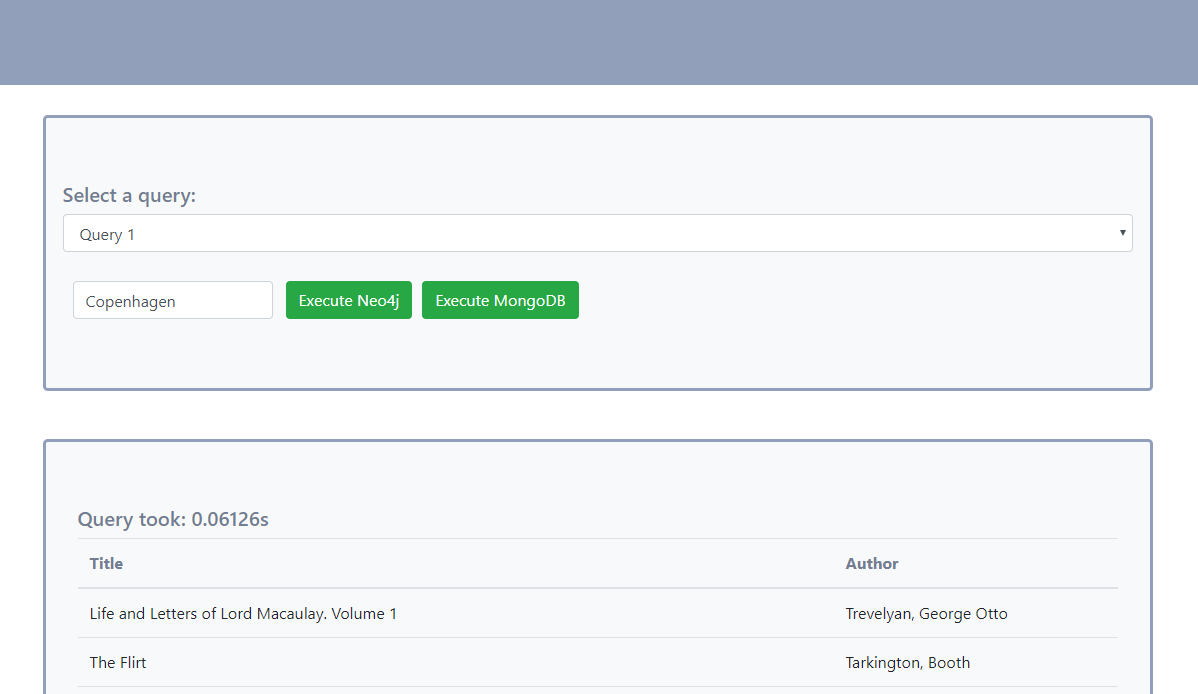 Select a query:
Query 1
Copenhagen Execute Neo4j Execute MongoDB
Query took: 0.06126s
Title Author
Life and Letters of Lord Macaulay. Volume 1 Trevelyan, George Otto
The Flirt Tarkington, Booth